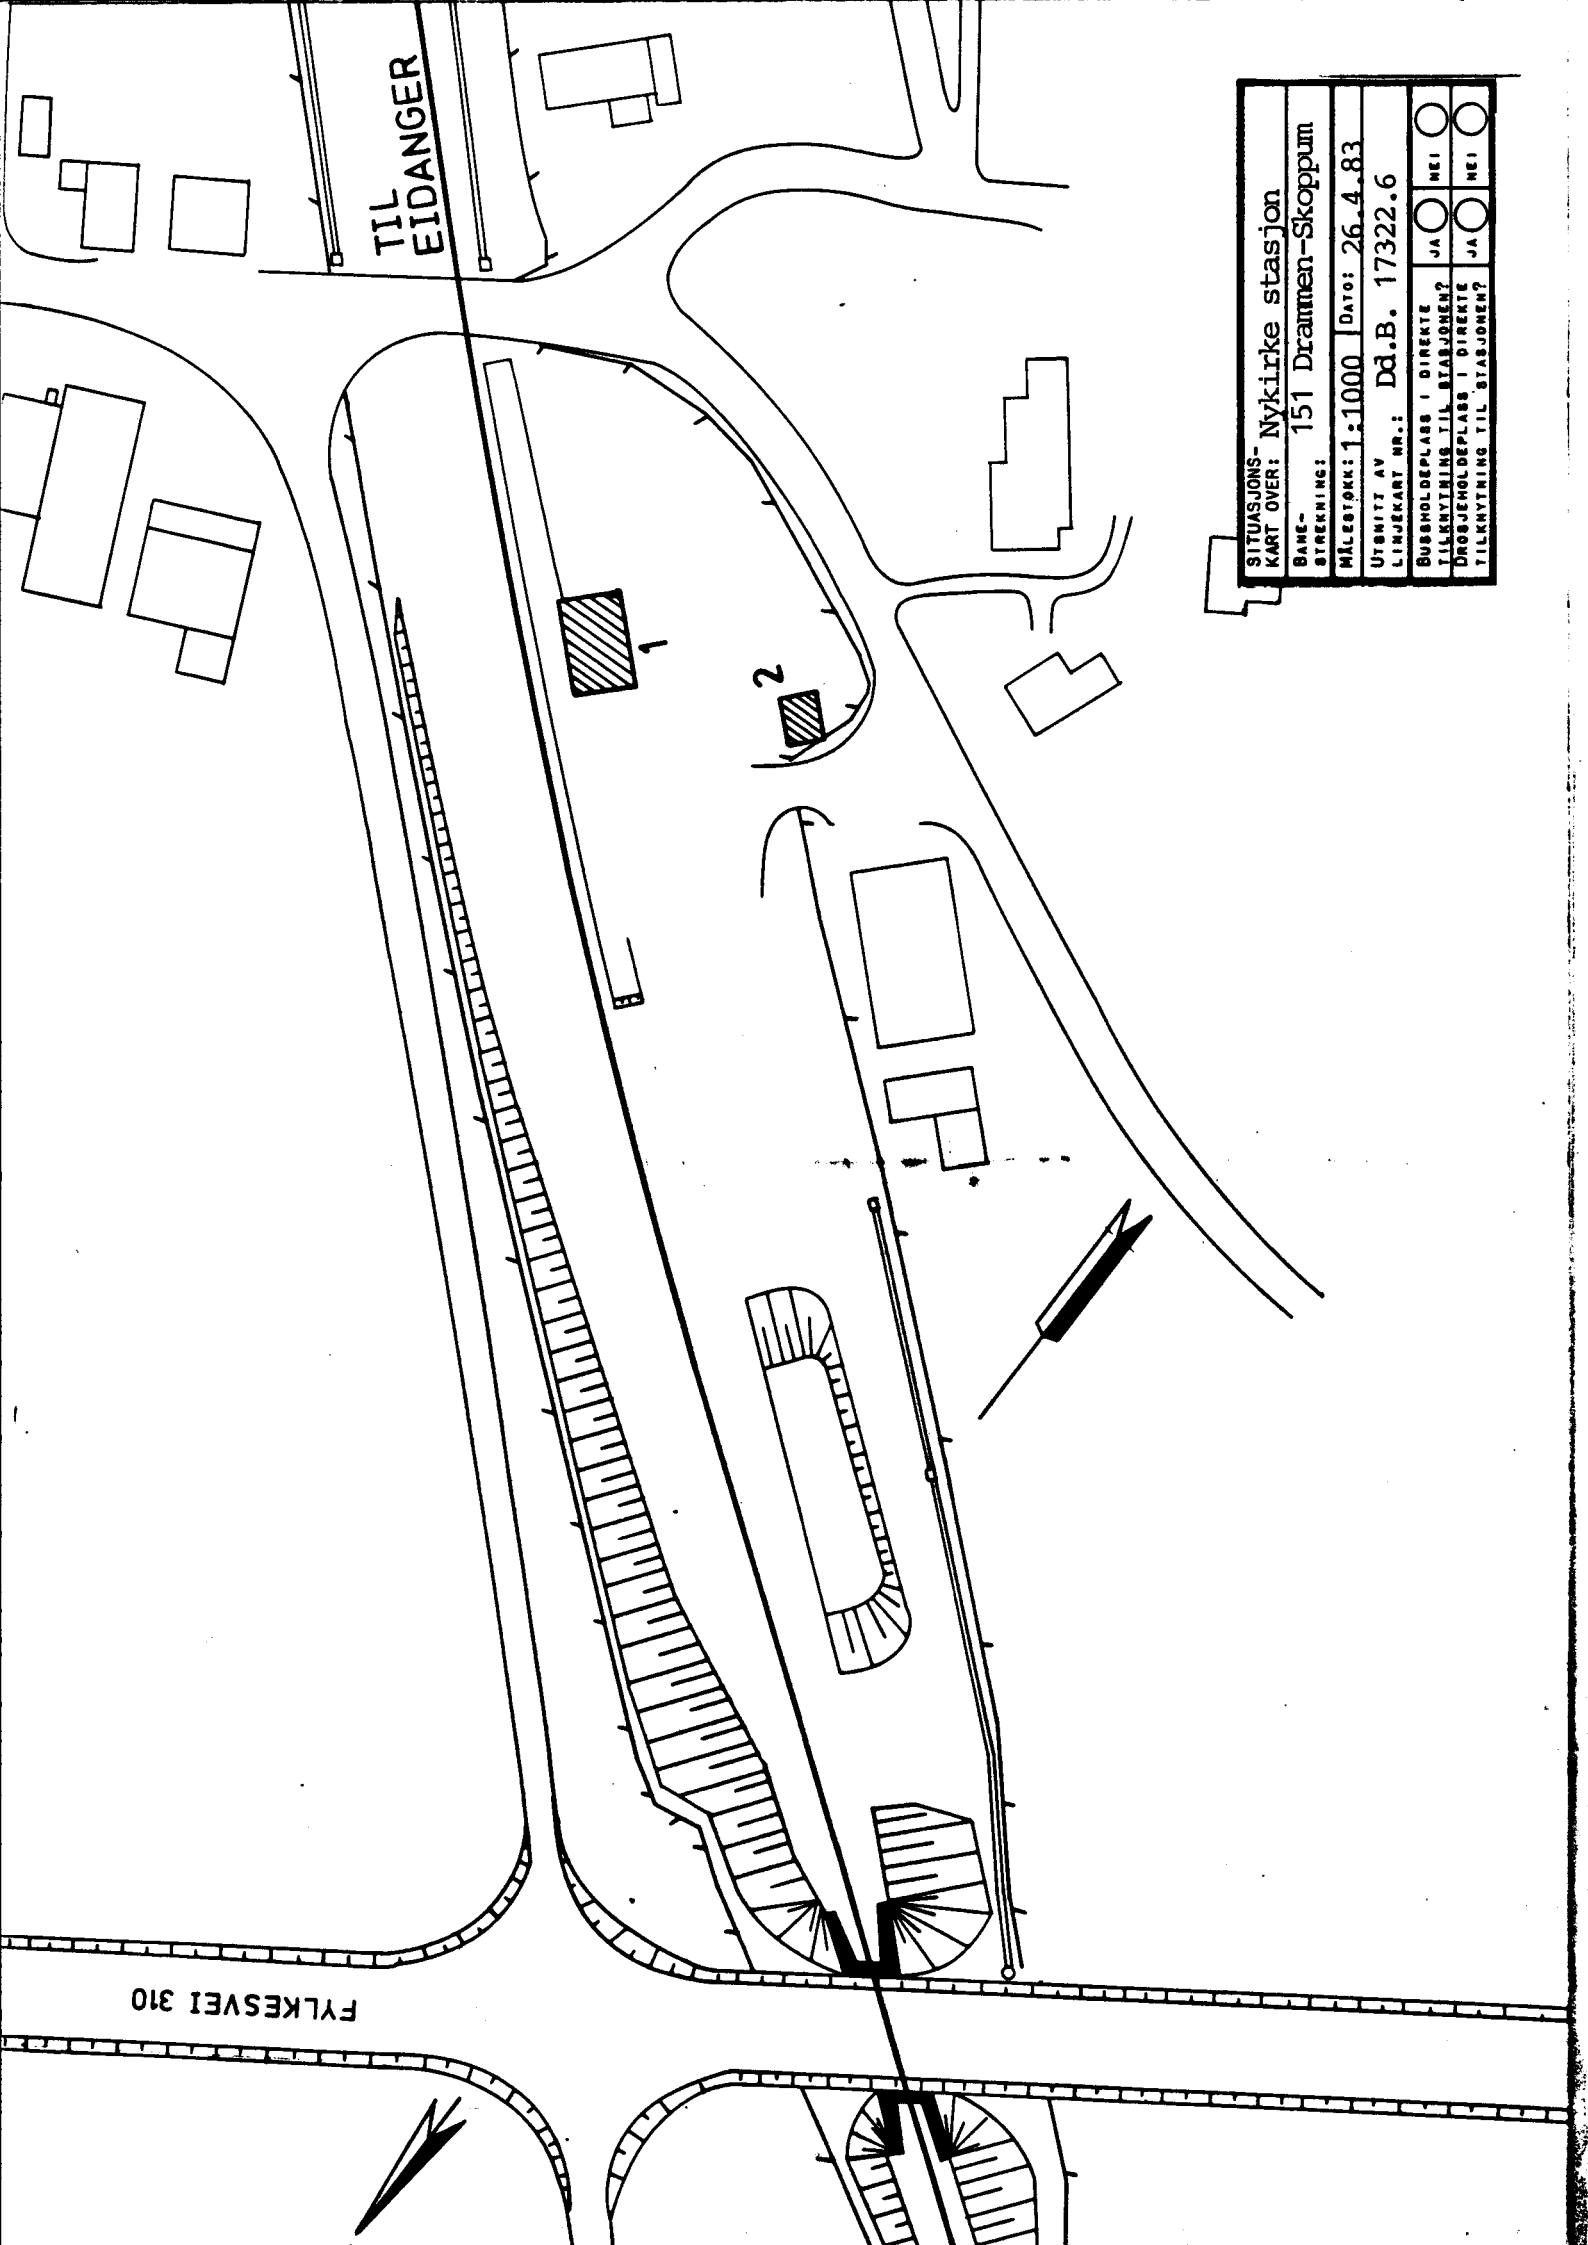 TIL
EIDANGER
1
2
FYLKESVEI 310
SITUASJONS-
KART OVER: Nykirke stasjon
BANE-
STREKNING: 151 Drammen-Skoppum
MÅLESTOKK: 1:1000 DATO: 26.4.83
UTSNITT AV
LINJEKART NR.: Dd.B. 17322.6
BUSSHOLDEPLASS I DIREKTE
TILKNYTNING TIL STASJONEN? JA NEI
DROSJEHOLDEPLASS I DIREKTE
TILKNYTNING TIL STASJONEN? JA NEI